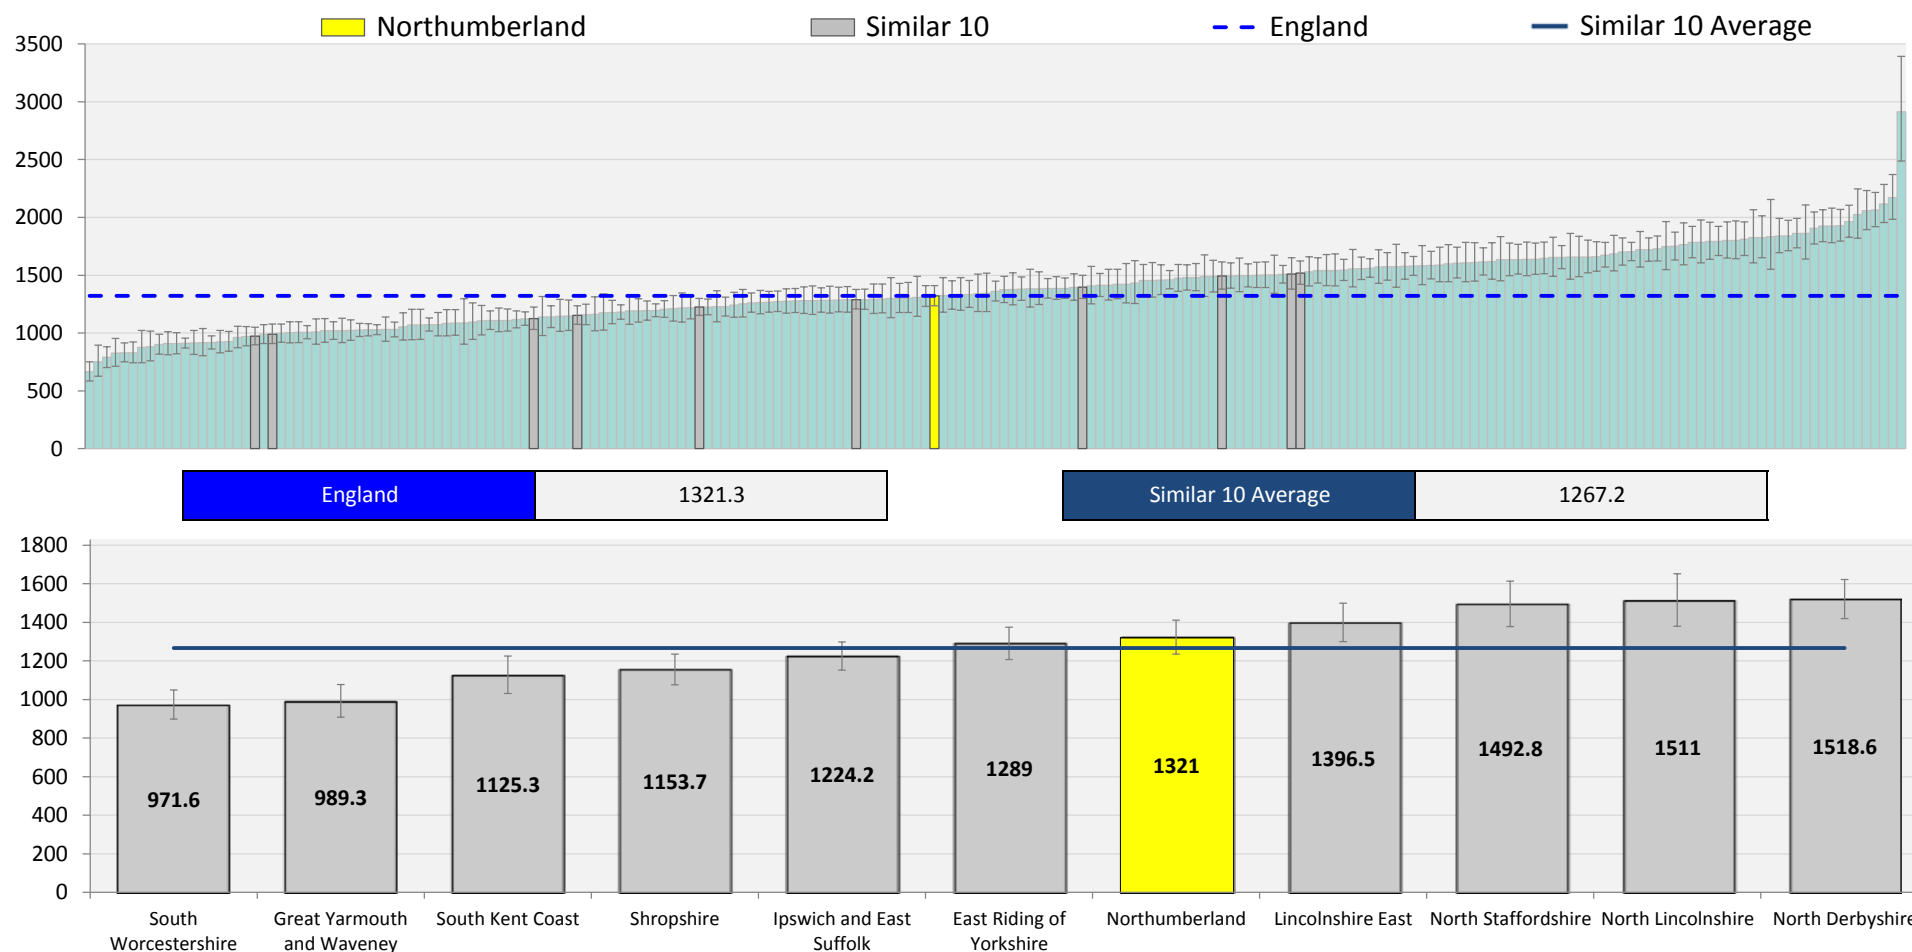 Northumberland Similar 10 England Similar 10 Average
3500
3000
2500
2000
1500
1000
500
0
England 1321.3 Similar 10 Average 1267.2
1800
1600
1400
1200
1000
800
600
400
200
0
971.6 989.3 1125.3 1153.7 1224.2 1289 1321 1396.5 1492.8 1511 1518.6
South Worcestershire
Great Yarmouth and Waveney
South Kent Coast
Shropshire
Ipswich and East Suffolk
East Riding of Yorkshire
Northumberland
Lincolnshire East
North Staffordshire
North Lincolnshire
North Derbyshire